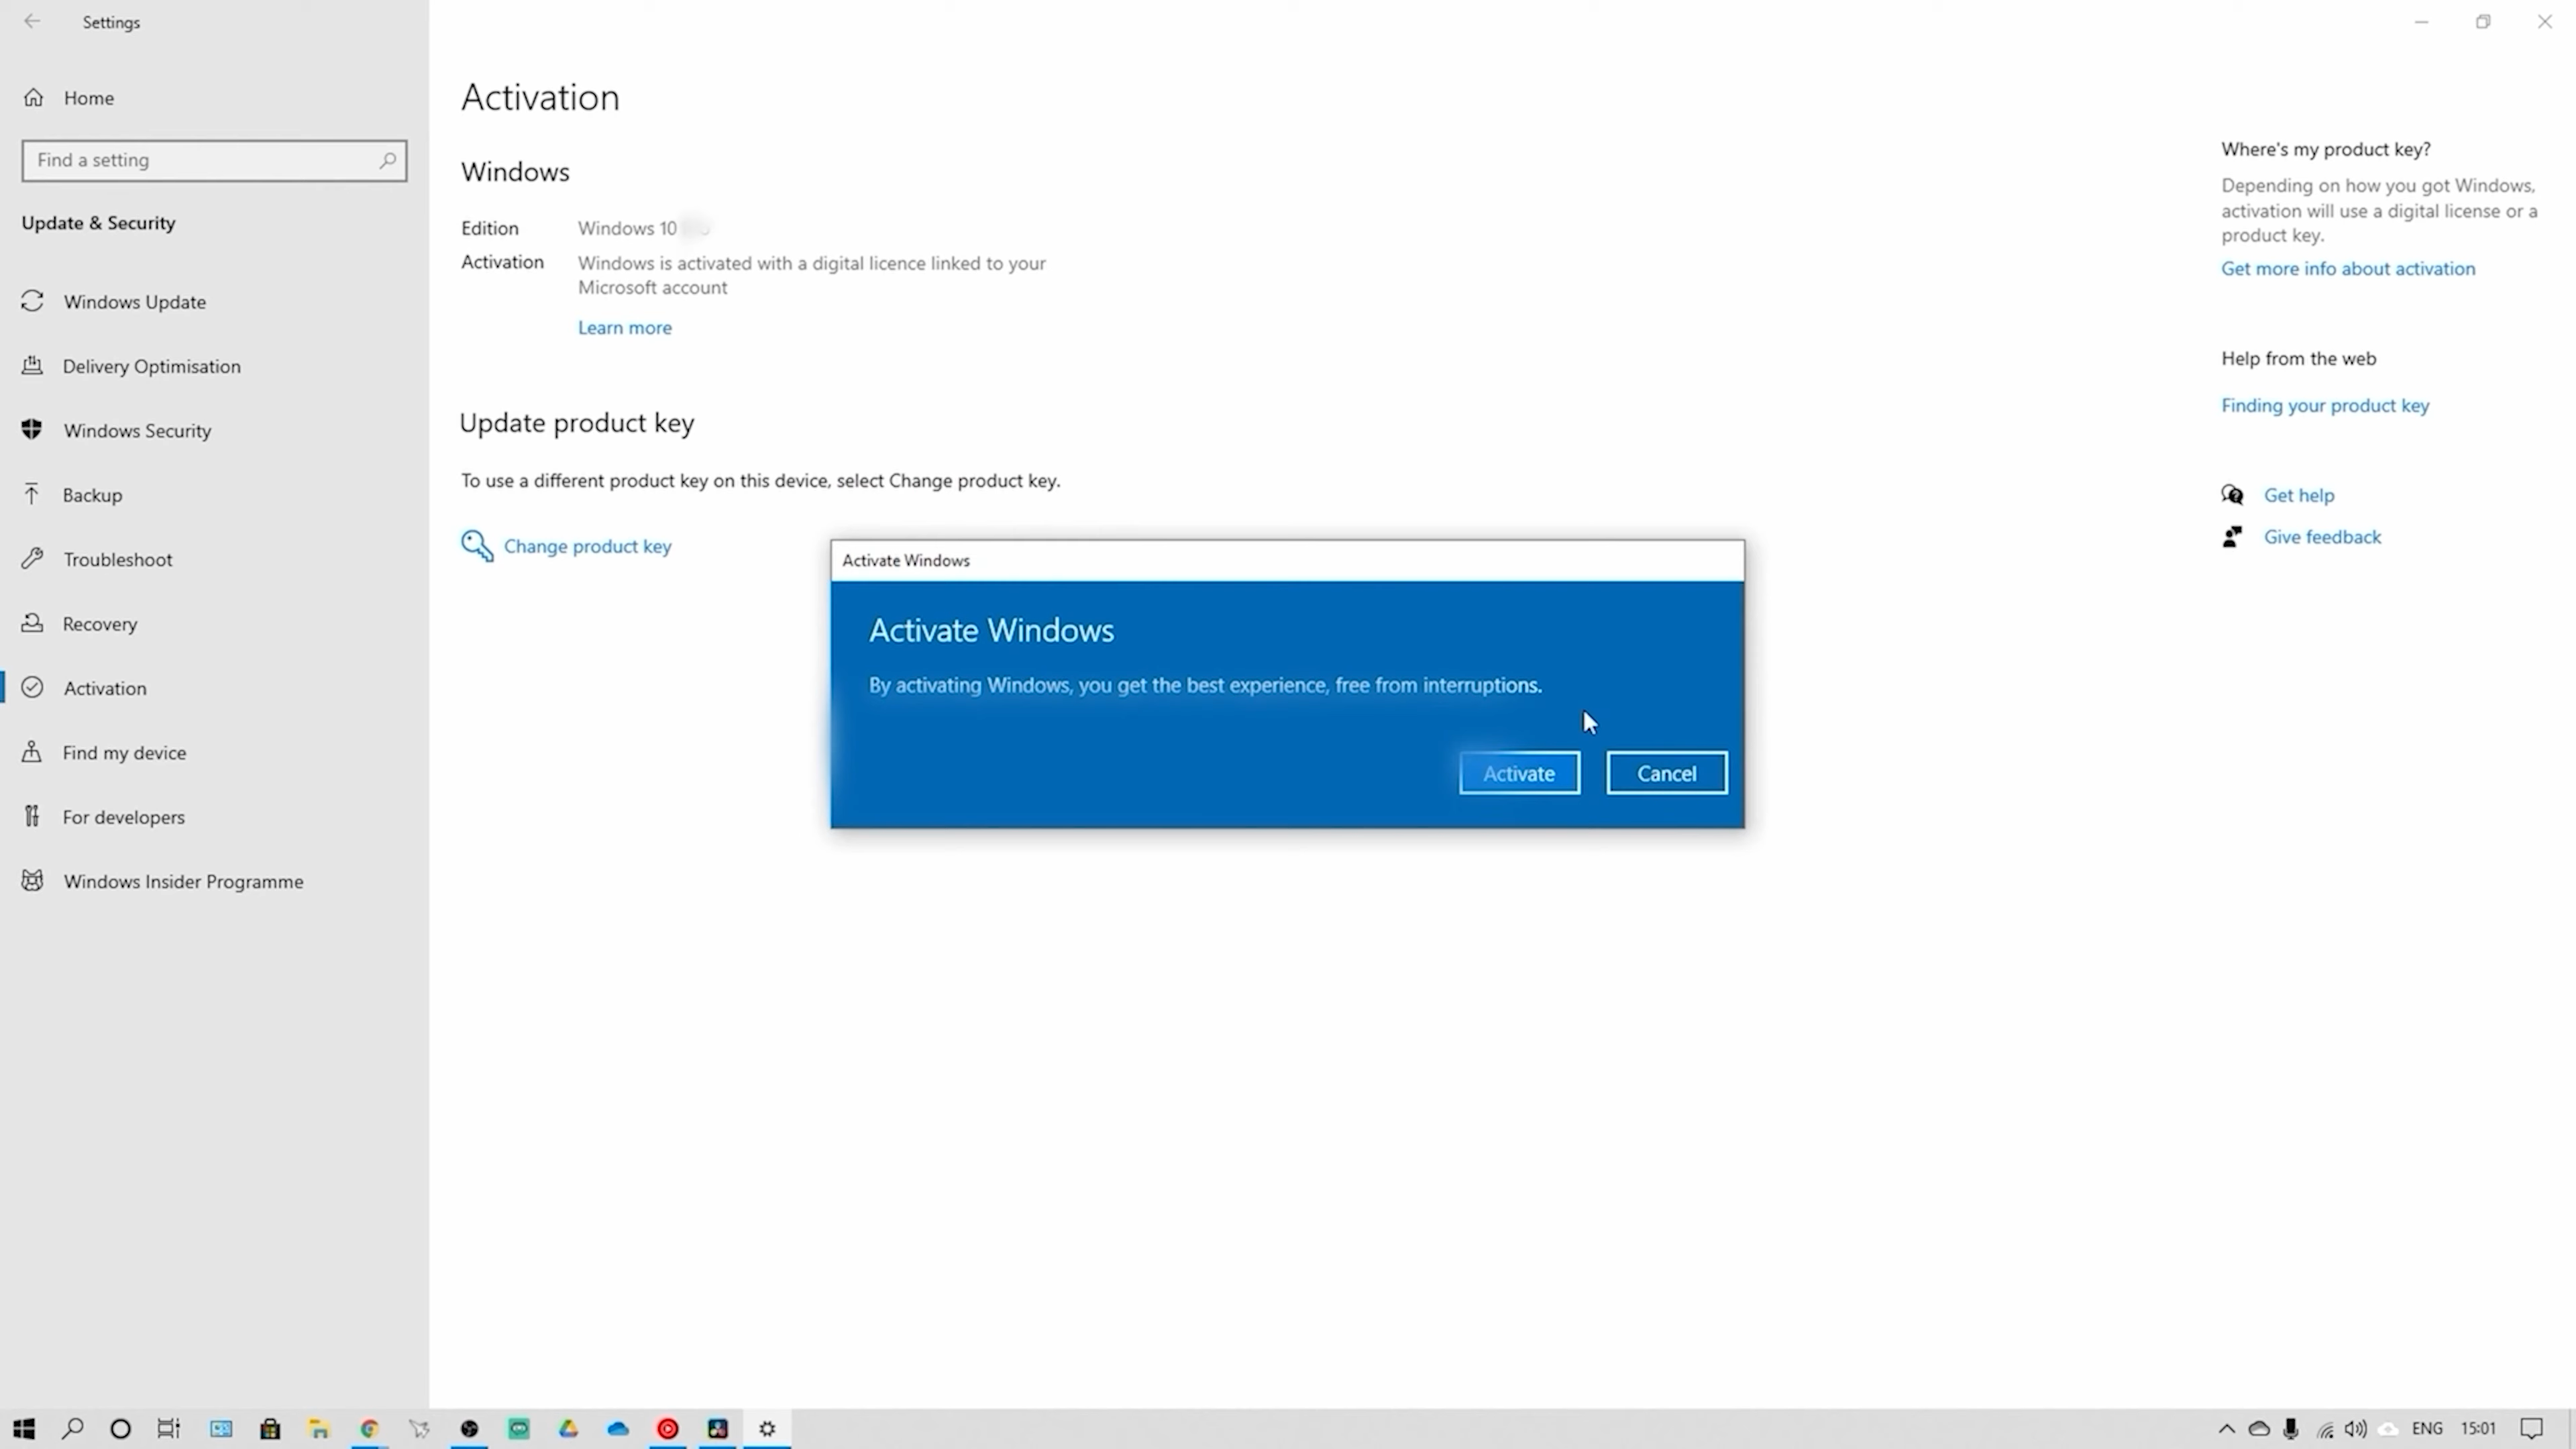 Settings
Home
Find a setting
Update & Security
Windows Update
Delivery Optimisation
Windows Security
Backup
Troubleshoot
Recovery
Activation
Find my device
For developers
Windows Insider Programme
Activation
Windows
Edition Windows 10
Activation Windows is activated with a digital licence linked to your
Microsoft account
Learn more
Update product key
To use a different product key on this device, select Change product key.
Change product key
Activate Windows
Activate Windows
By activating Windows, you get the best experience, free from interruptions.
Activate Cancel
Where's my product key?
Depending on how you got Windows,
activation will use a digital license or a
product key.
Get more info about activation
Help from the web
Finding your product key
Get help
Give feedback
ENG 15:01